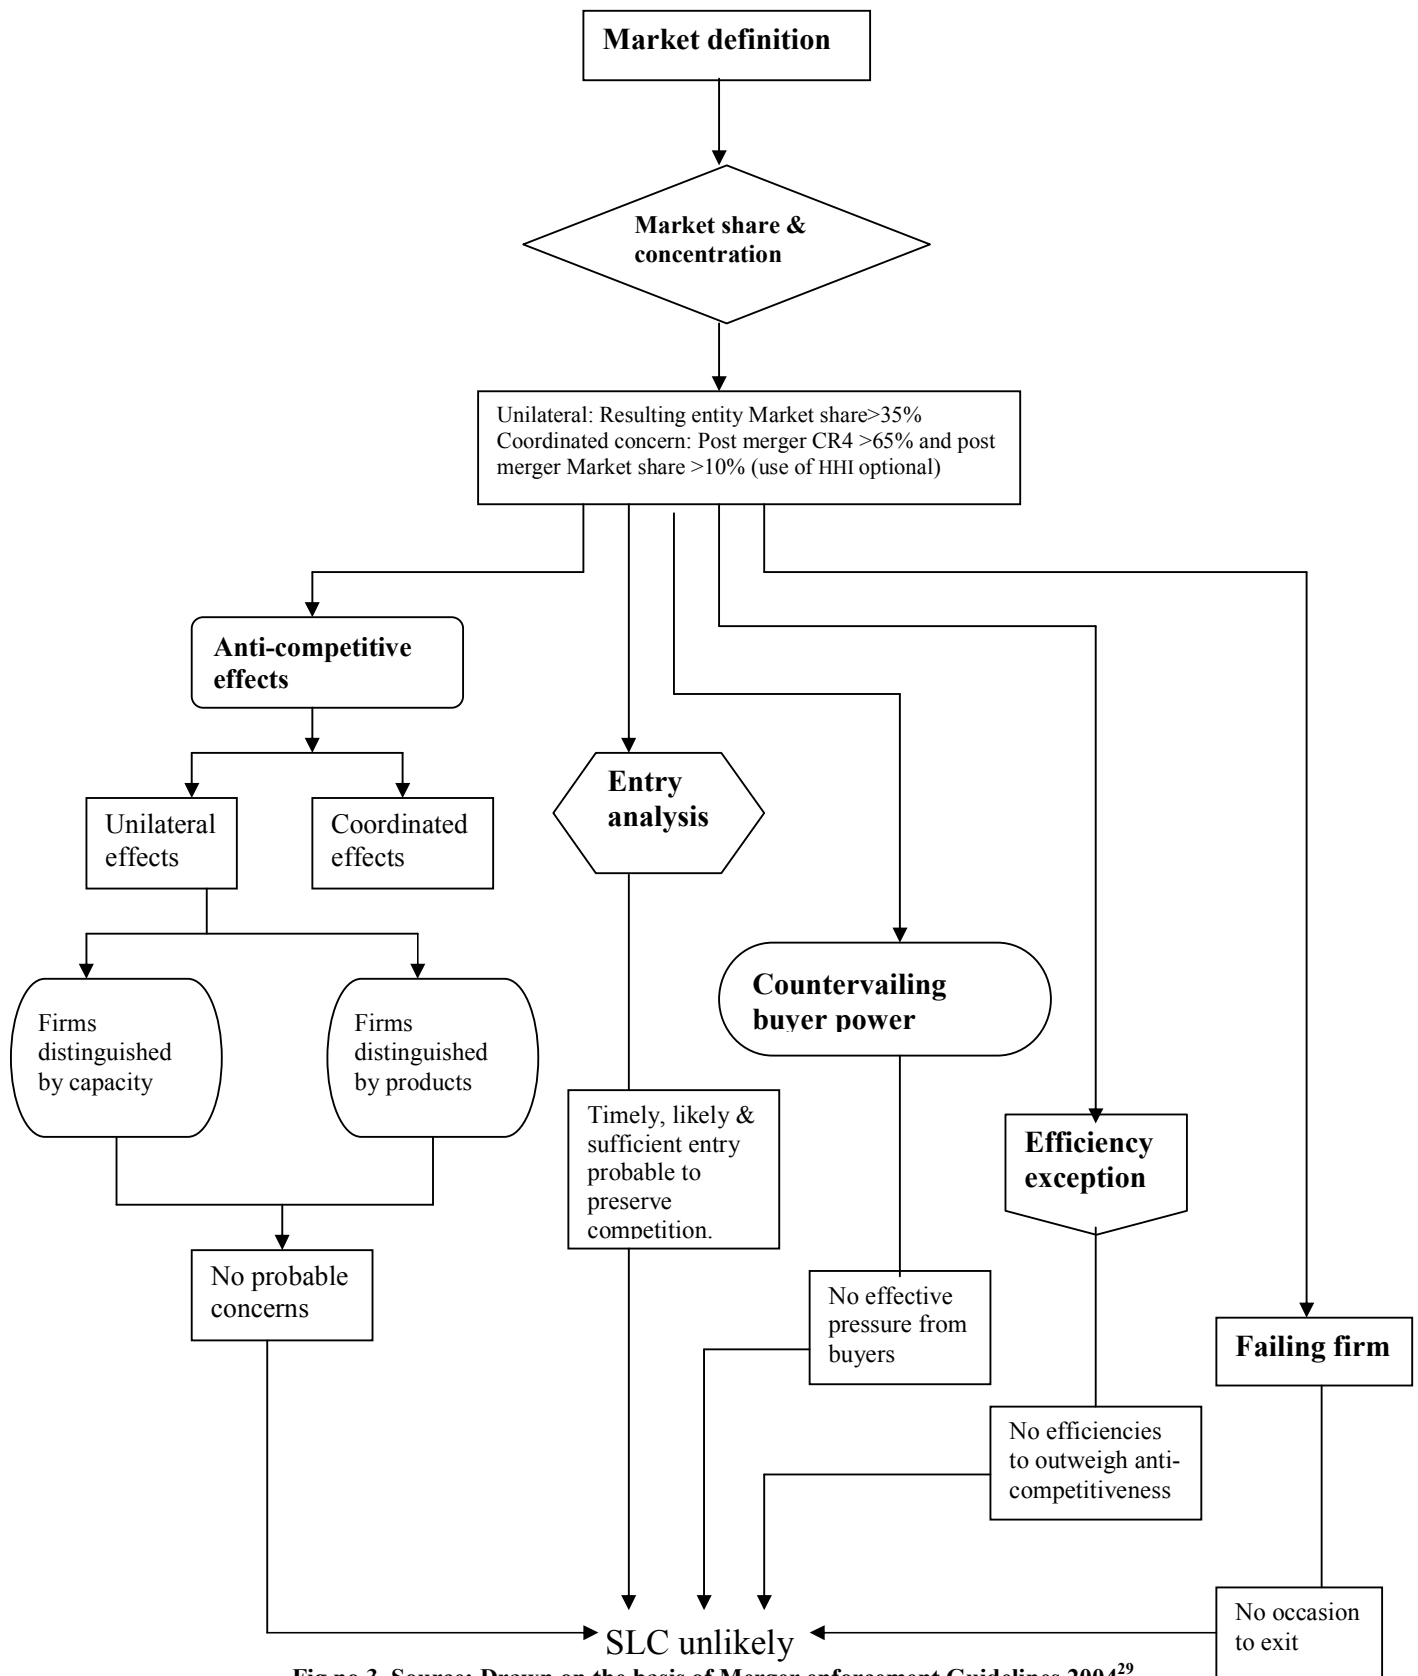 Market definition
Market share &
concentration
Unilateral: Resulting entity Market share>35%
Coordinated concern: Post merger CR4 >65% and post
merger Market share >10% (use of HHI optional)
Anti-competitive
effects
Unilateral
effects
Coordinated
effects
Firms
distinguished
by capacity
Firms
distinguished
by products
No probable
concerns
Entry
analysis
Timely, likely &
sufficient entry
probable to
preserve
competition.
Countervailing
buyer power
No effective
pressure from
buyers
Efficiency
exception
No efficiencies
to outweigh anti-
competitiveness
Failing firm
No occasion
to exit
SLC unlikely
Fig no 3. Source: Drawn on the basis of Merger enforcement Guidelines 2004²⁹